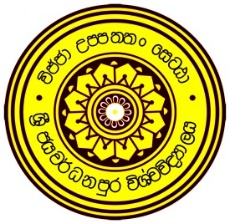 විජ්ජා උප්පතතං සෙට්ඨා
ශ්‍රී ජයවර්ධනපුර විශ්වවිද්‍යාලය